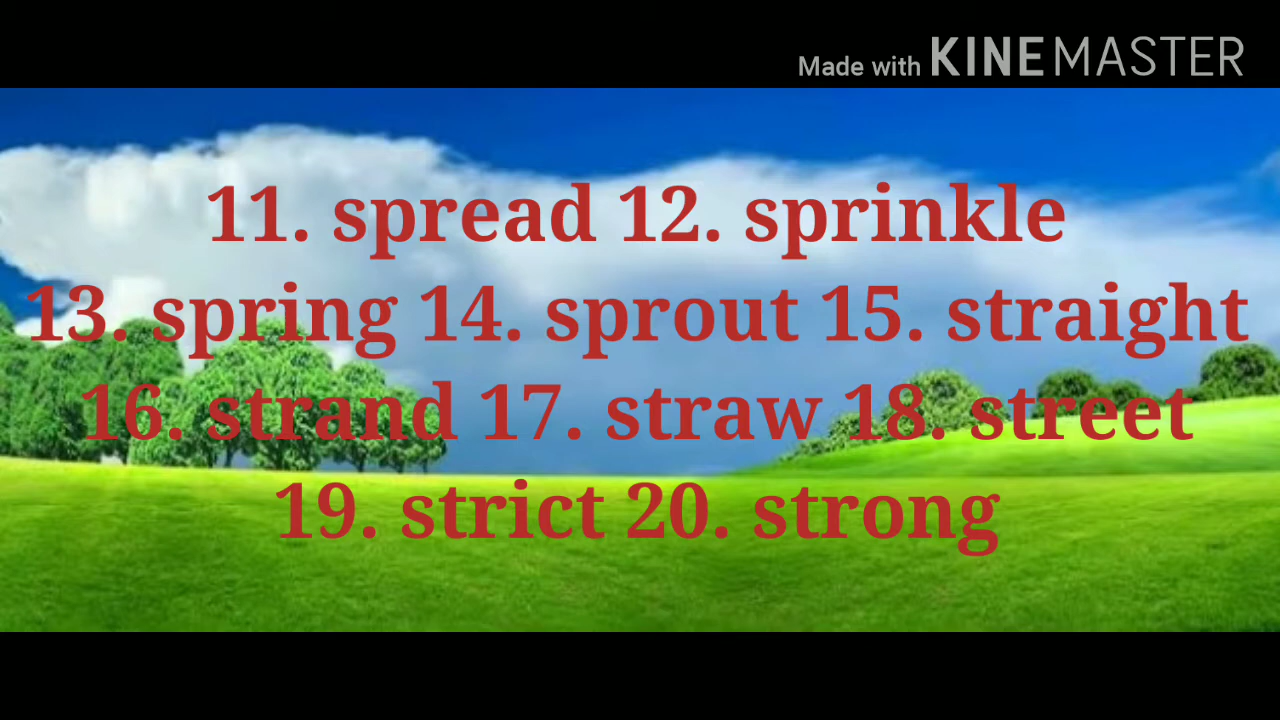 Made with KINEMASTER
11. spread 12. sprinkle
13. spring 14. sprout 15. straight
16. strand 17. straw 18. street
19. strict 20. strong